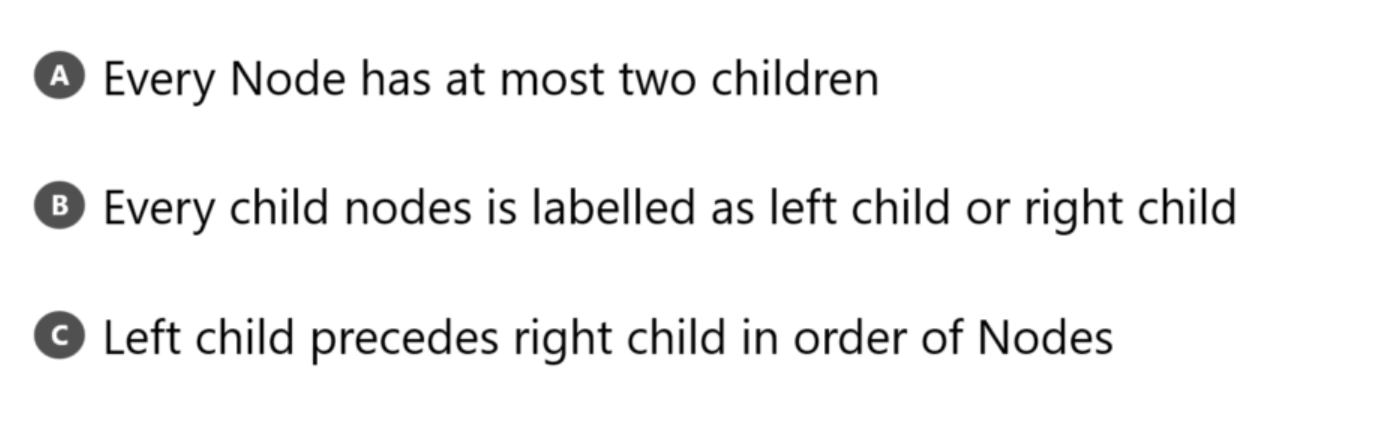 A Every Node has at most two children
B Every child nodes is labelled as left child or right child
C Left child precedes right child in order of Nodes